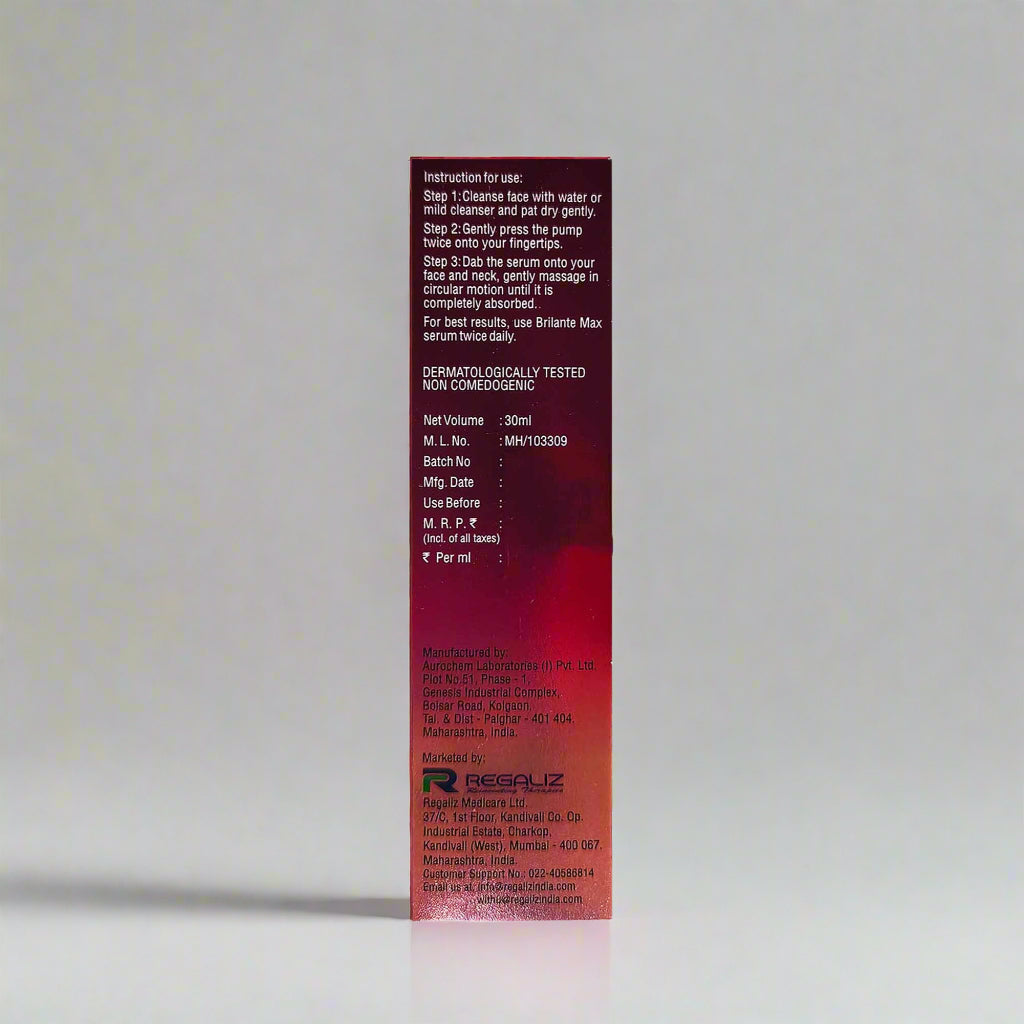 Instruction for use:
Step 1:Cleanse face with water or
mild cleanser and pat dry gently.
Step 2:Gently press the pump
twice onto your fingertips.
Step 3:Dab the serum onto your
face and neck, gently massage in
circular motion until it is
completely absorbed..
For best results, use Brilante Max
serum twice daily.
DERMATOLOGICALLY TESTED
NON COMEDOGENIC
Net Volume : 30ml
M. L. No. : MH/103309
Batch No :
Mfg. Date :
Use Before :
M. R. P. ₹ :
(Incl. of all taxes)
₹ Per ml :
Manufactured by:
Aurochem Laboratories (I) Pvt. Ltd.
Plot No.51, Phase - 1,
Genesis Industrial Complex,
Boisar Road, Kolgaon,
Tal. & Dist - Palghar - 401 404.
Maharashtra, India.
Marketed by:
REGALIZ
Reinventing Therapies
Regaliz Medicare Ltd.
37/C, 1st Floor, Kandivali Co. Op.
Industrial Estate, Charkop,
Kandivali (West), Mumbai - 400 067.
Maharashtra, India.
Customer Support No.: 022-40586814
Email us at. info@regalizindia.com
withu@regalizindia.com